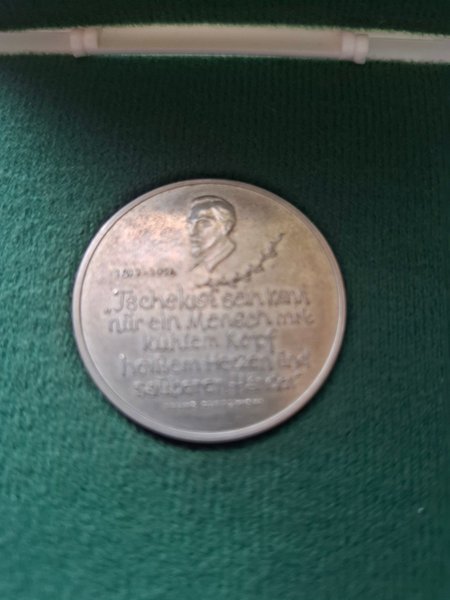 „Tschekist sein kann
nur ein Mensch mit
kühlem Kopf
heißem Herzen und
sauberen Händen“